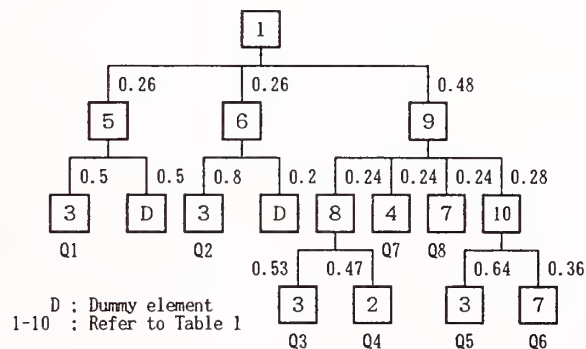 1
0.26 0.26 0.48
5 6 9
0.5 0.5 0.8 0.2 0.24 0.24 0.24 0.28
3 D 3 D 8 4 7 10
Q1 Q2 Q7 Q8
0.53 0.47 0.64 0.36
D : Dummy element 3 2 3 7
1-10 : Refer to Table 1
Q3 Q4 Q5 Q6